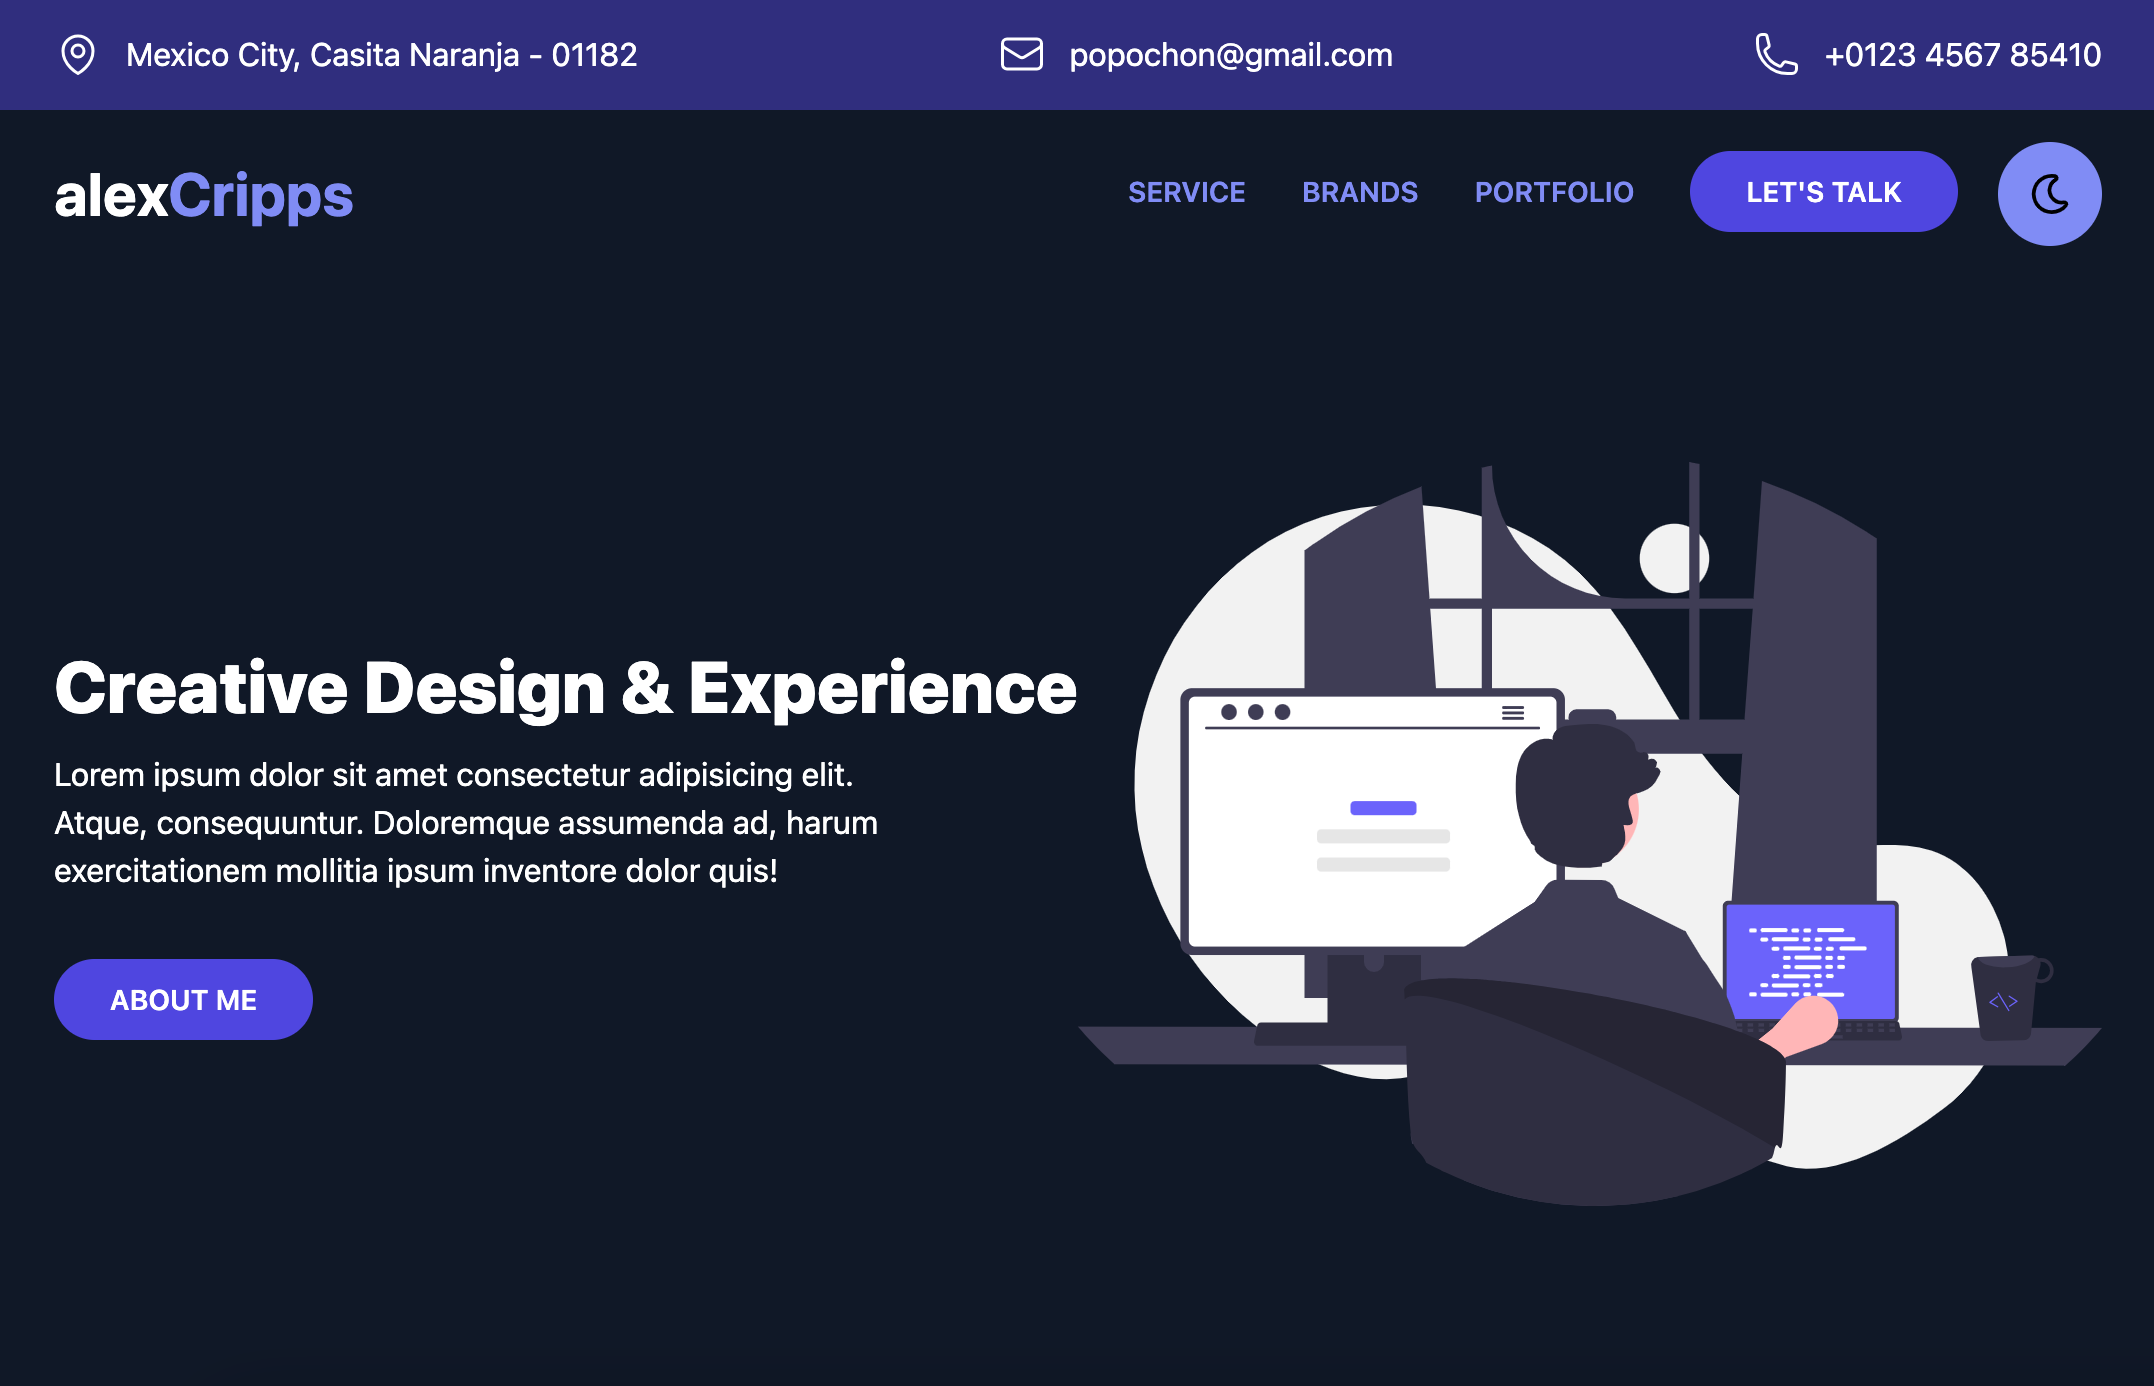 Mexico City, Casita Naranja - 01182
popochon@gmail.com
+0123 4567 85410
alexCripps
SERVICE
BRANDS
PORTFOLIO
LET'S TALK
Creative Design & Experience
Lorem ipsum dolor sit amet consectetur adipisicing elit.
Atque, consequuntur. Doloremque assumenda ad, harum
exercitationem mollitia ipsum inventore dolor quis!
ABOUT ME
</>